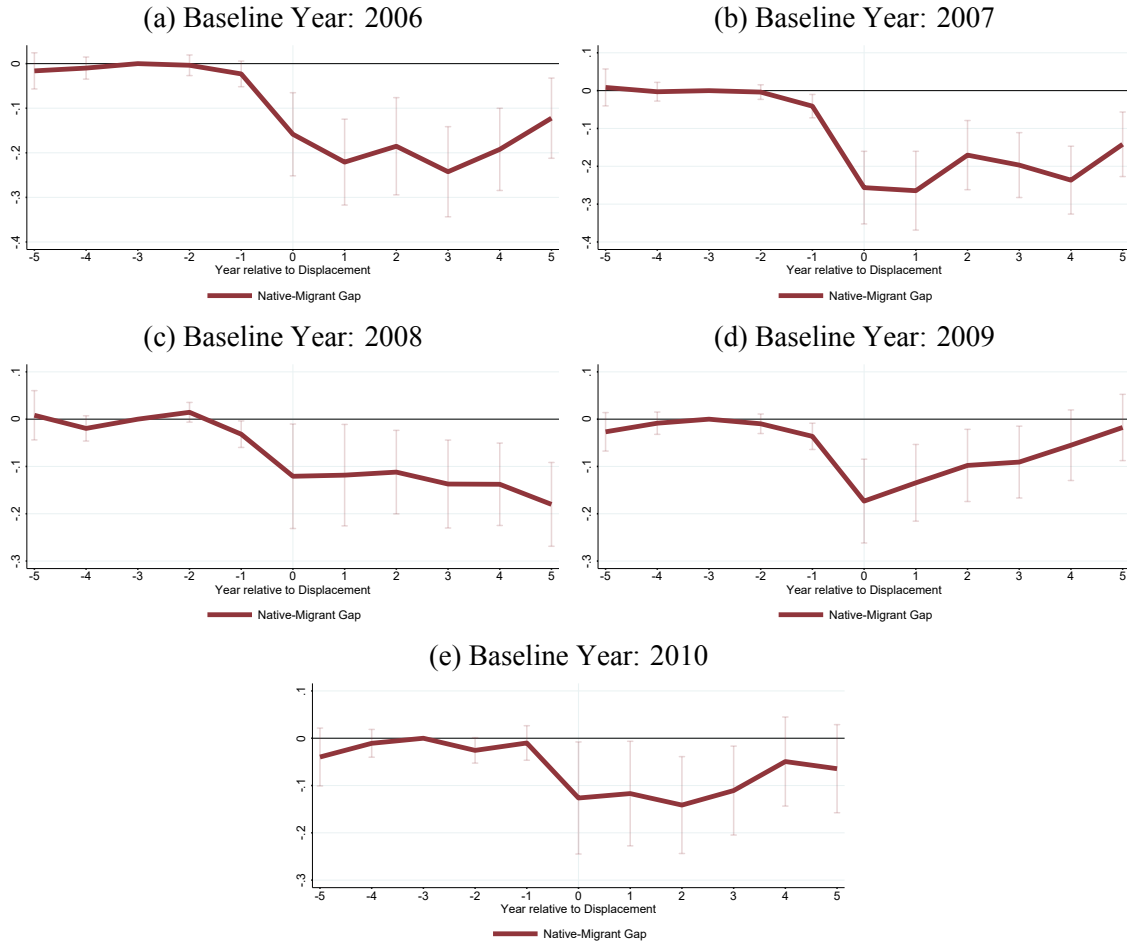 (a) Baseline Year: 2006
0
-.1
-.2
-.3
-.4
-5 -4 -3 -2 -1 0 1 2 3 4 5
Year relative to Displacement
Native-Migrant Gap
(b) Baseline Year: 2007
.1
0
-.1
-.2
-.3
-.4
-5 -4 -3 -2 -1 0 1 2 3 4 5
Year relative to Displacement
Native-Migrant Gap
(c) Baseline Year: 2008
.1
0
-.1
-.2
-.3
-5 -4 -3 -2 -1 0 1 2 3 4 5
Year relative to Displacement
Native-Migrant Gap
(d) Baseline Year: 2009
.1
0
-.1
-.2
-.3
-5 -4 -3 -2 -1 0 1 2 3 4 5
Year relative to Displacement
Native-Migrant Gap
(e) Baseline Year: 2010
.1
0
-.1
-.2
-.3
-5 -4 -3 -2 -1 0 1 2 3 4 5
Year relative to Displacement
Native-Migrant Gap